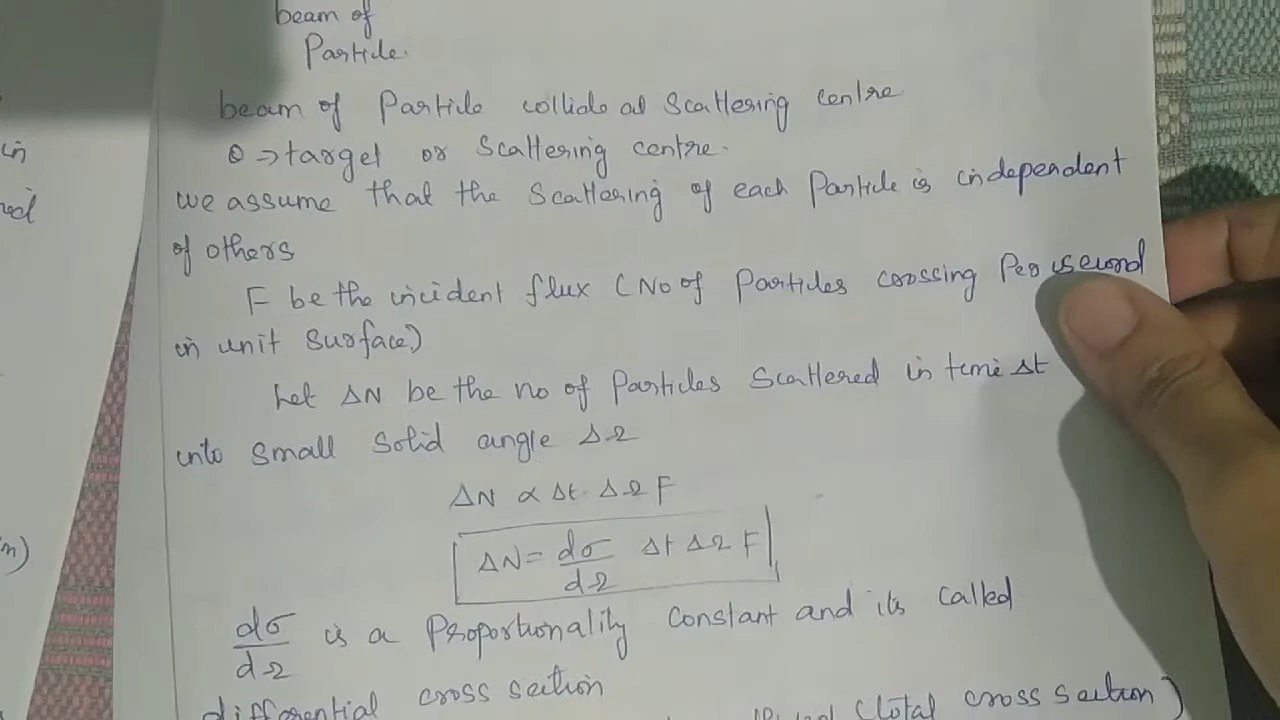 beam of
Particle.
beam of Particle collide at Scattering centre
in
θ → target or Scattering centre.
we assume that the Scattering of each Particle is independent
of others
F be the incident flux (No of Particles crossing Per second
in unit Surface)
Let ΔN be the no of Particles Scattered in time Δt
into small solid angle ΔΩ
ΔN ∝ Δt. ΔΩ F
ΔN = dσ/dΩ Δt ΔΩ F
dσ/dΩ is a Proportionality constant and its called
differential cross section
(total cross section)